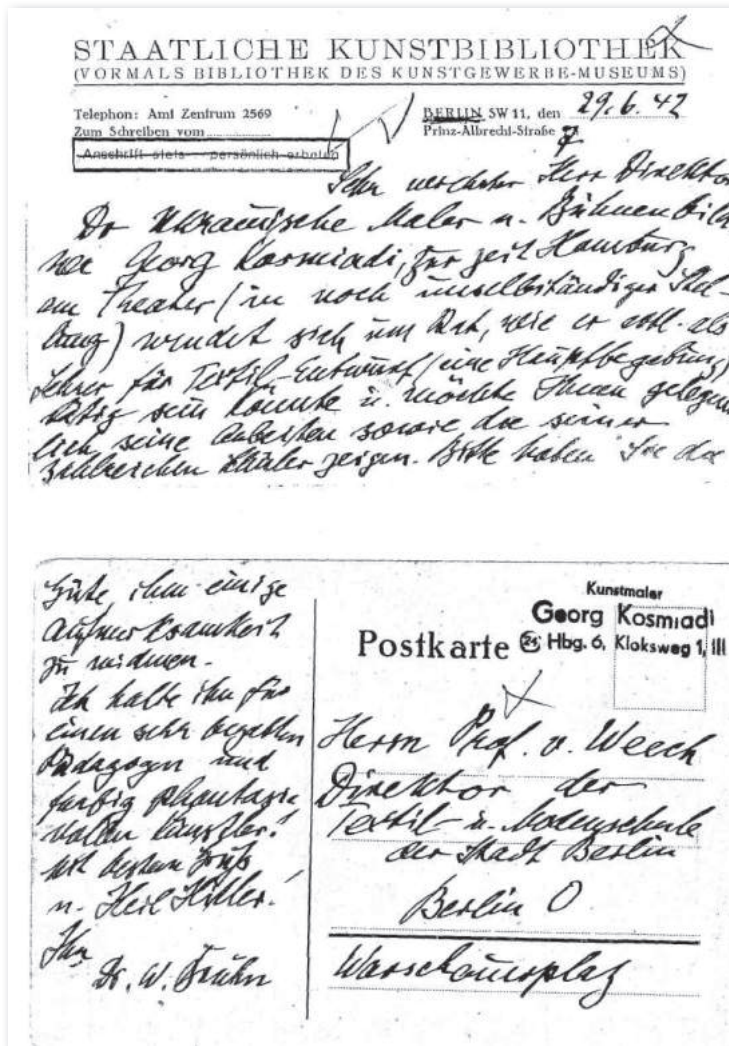 STAATLICHE KUNSTBIBLIOTHEK
(VORMALS BIBLIOTHEK DES KUNSTGEWERBE-MUSEUMS)
Telephon: Amt Zentrum 2569
Zum Schreiben vom
Anschrift stets persönlich erbeten
BERLIN SW 11, den 29.6.42
Prinz-Albrecht-Straße 7
Sehr verehrter Herr Direktor
Der Ukrainische Maler u. Bühnenbild
ner Georg Kosmiadi, zur zeit Hamburg
am Theater (in noch unselbständiger Stel-
lung) wendet sich um Rat, wie er evtl. als
Lehrer für Textil-Entwurf (eine Hauptbegabung)
tätig sein könnte u. möchte Ihnen gelegent
lich seine Arbeiten sowie die seiner
zahlreichen Schüler zeigen. Bitte haben Sie die
Güte ihm einige
Aufmerksamkeit
zu widmen.
Ich halte ihn für
einen sehr begabten
Pädagogen und
farbig phantasie
vollen Künstler!
Mit bestem Gruß
u. Heil Hitler!
Ihr
Dr. W. Bruhn
Kunstmaler
Georg Kosmiadi
24 Hbg. 6, Kloksweg 1, III
Postkarte
Herrn Prof. v. Weech
Direktor der
Textil- u. Modenschule
der Stadt Berlin
Berlin O
Warschauerplatz